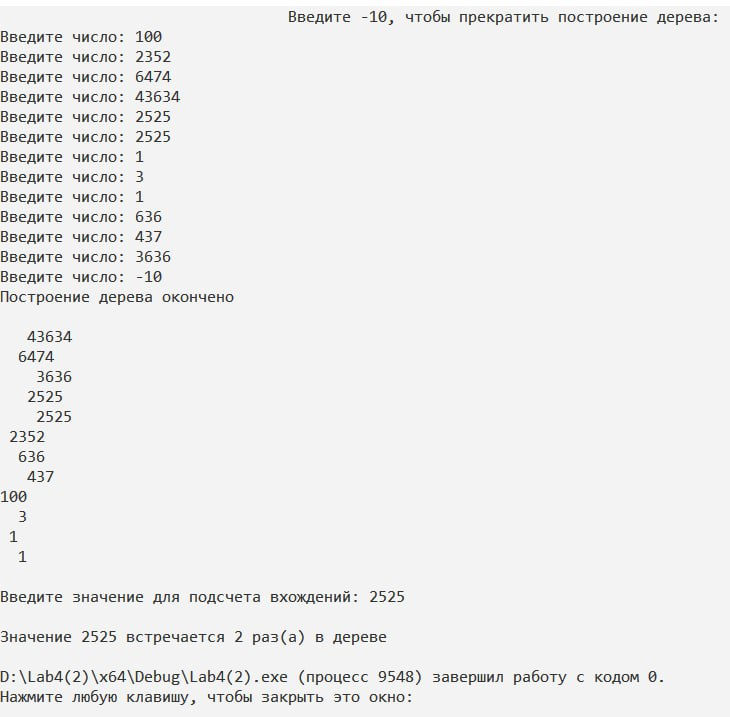 Введите -10, чтобы прекратить построение дерева:
Введите число: 100
Введите число: 2352
Введите число: 6474
Введите число: 43634
Введите число: 2525
Введите число: 2525
Введите число: 1
Введите число: 3
Введите число: 1
Введите число: 636
Введите число: 437
Введите число: 3636
Введите число: -10
Построение дерева окончено
43634
6474
3636
2525
2525
2352
636
437
100
3
1
1
Введите значение для подсчета вхождений: 2525
Значение 2525 встречается 2 раз(а) в дереве
D:\Lab4(2)\x64\Debug\Lab4(2).exe (процесс 9548) завершил работу с кодом 0.
Нажмите любую клавишу, чтобы закрыть это окно: